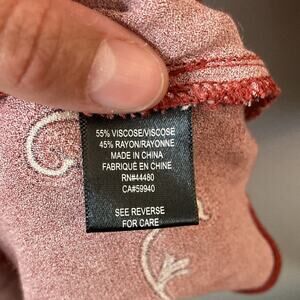 55% VISCOSE/VISCOSE
45% RAYON/RAYONNE
MADE IN CHINA
FABRIQUÉ EN CHINE
RN#44480
CA#59940
SEE REVERSE
FOR CARE